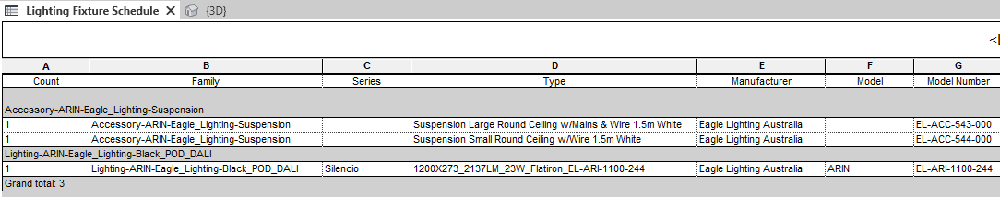 Lighting Fixture Schedule {3D}
A B C D E F G
Count Family Series Type Manufacturer Model Model Number
Accessory-ARIN-Eagle_Lighting-Suspension
1 Accessory-ARIN-Eagle_Lighting-Suspension Suspension Large Round Ceiling w/Mains & Wire 1.5m White Eagle Lighting Australia EL-ACC-543-000
1 Accessory-ARIN-Eagle_Lighting-Suspension Suspension Small Round Ceiling w/Wire 1.5m White Eagle Lighting Australia EL-ACC-544-000
Lighting-ARIN-Eagle_Lighting-Black_POD_DALI
1 Lighting-ARIN-Eagle_Lighting-Black_POD_DALI Silencio 1200X273_2137LM_23W_Flatiron_EL-ARI-1100-244 Eagle Lighting Australia ARIN EL-ARI-1100-244
Grand total: 3